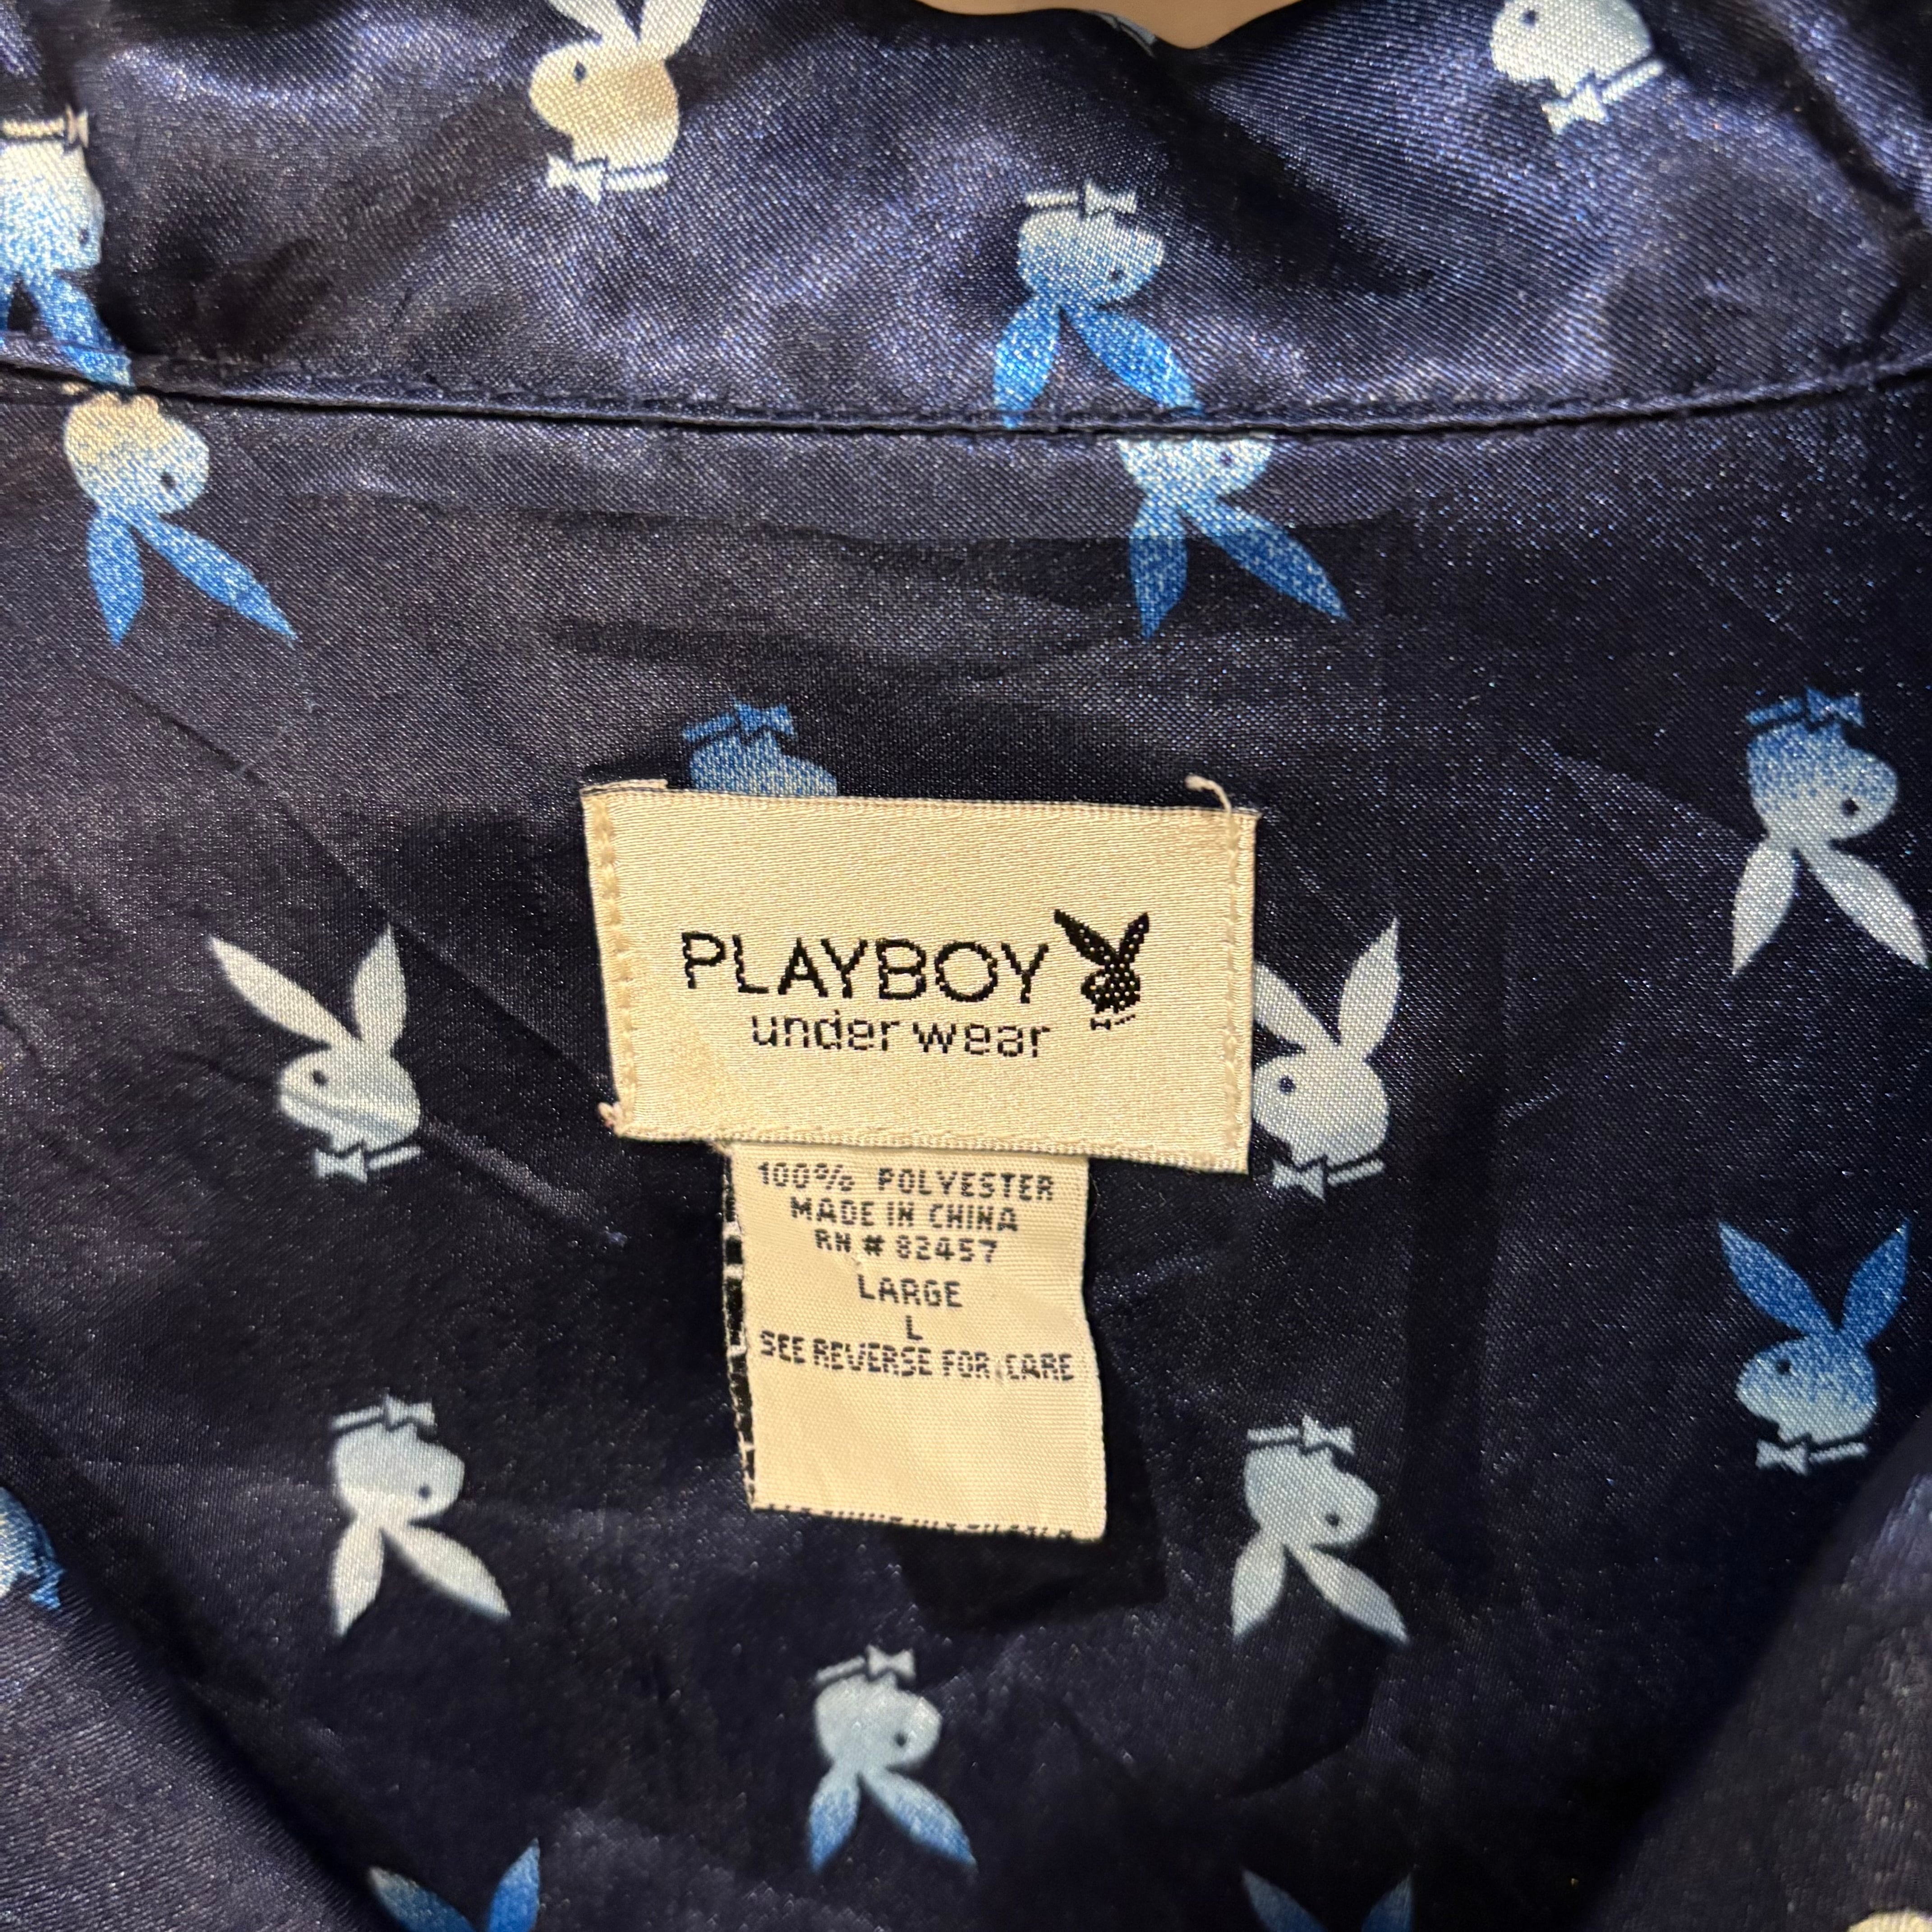 PLAYBOY
under wear
100% POLYESTER
MADE IN CHINA
RN # 82457
LARGE
L
SEE REVERSE FOR CARE